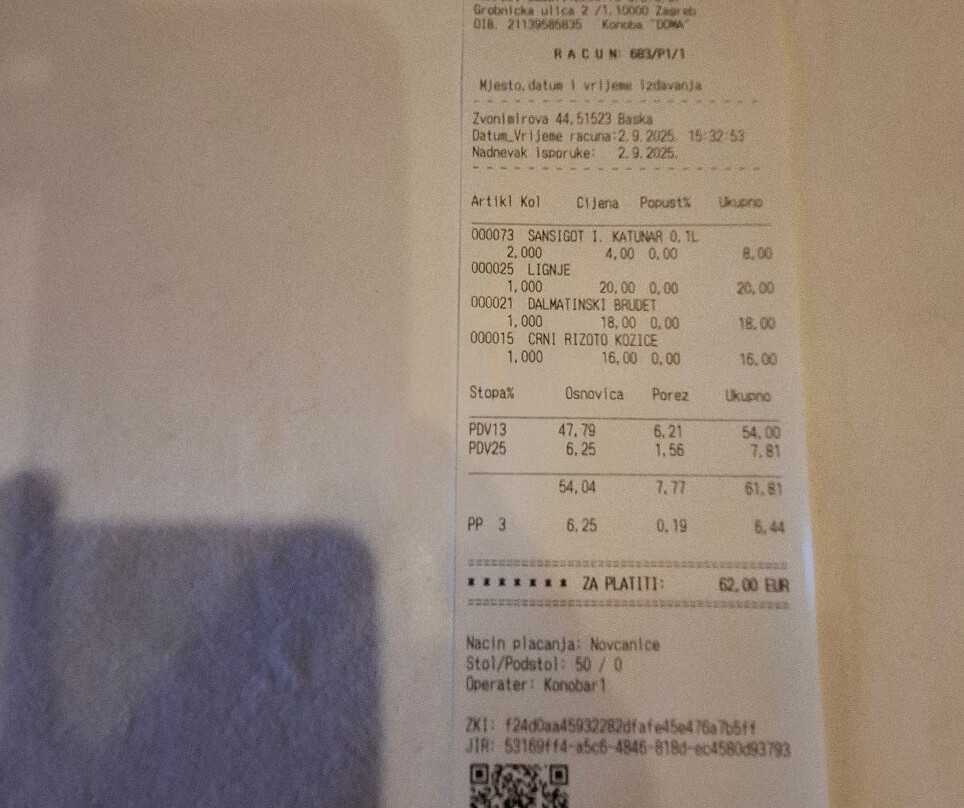 Grobnicka ulica 2 /1,10000 Zagreb
OIB. 21139585835 Konoba "DOMA"
R A C U N: 683/P1/1
Mjesto,datum i vrijeme izdavanja
Zvonimirova 44,51523 Baska
Datum_Vrijeme racuna:2.9.2025. 15:32:53
Nadnevak isporuke: 2.9.2025.
Artikl Kol Cijena Popust% Ukupno
000073 SANSIGOT I. KATUNAR 0,1L
2,000 4,00 0,00 8,00
000025 LIGNJE
1,000 20,00 0,00 20,00
000021 DALMATINSKI BRUDET
1,000 18,00 0,00 18,00
000015 CRNI RIZOTO KOZICE
1,000 16,00 0,00 16,00
Stopa% Osnovica Porez Ukupno
PDV13 47,79 6,21 54,00
PDV25 6,25 1,56 7,81
54,04 7,77 61,81
PP 3 6,25 0,19 6,44
* * * * * * * ZA PLATITI: 62,00 EUR
Nacin placanja: Novcanice
Stol/Podstol: 50 / 0
Operater: Konobar1
ZKI: f24d0aa45932282dfafe45e476a7b5ff
JIR: 53169ff4-a5c6-4846-818d-ec4580d93793